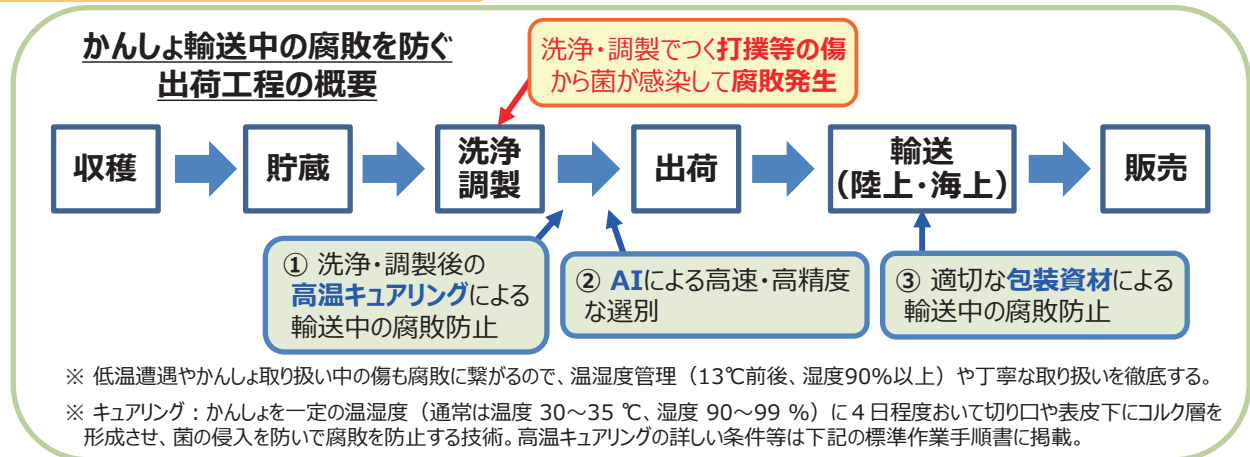 かんしょ輸送中の腐敗を防ぐ
出荷工程の概要
洗浄・調製でつく打撲等の傷
から菌が感染して腐敗発生
収穫
貯蔵
洗浄
調製
出荷
輸送
（陸上・海上）
販売
① 洗浄・調製後の
高温キュアリングによる
輸送中の腐敗防止
② AIによる高速・高精度
な選別
③ 適切な包装資材による
輸送中の腐敗防止
※ 低温遭遇やかんしょ取り扱い中の傷も腐敗に繋がるので、温湿度管理（13℃前後、湿度90%以上）や丁寧な取り扱いを徹底する。
※ キュアリング：かんしょを一定の温湿度（通常は温度 30～35 ℃、湿度 90～99 %）に４日程度おいて切り口や表皮下にコルク層を
形成させ、菌の侵入を防いで腐敗を防止する技術。高温キュアリングの詳しい条件等は下記の標準作業手順書に掲載。